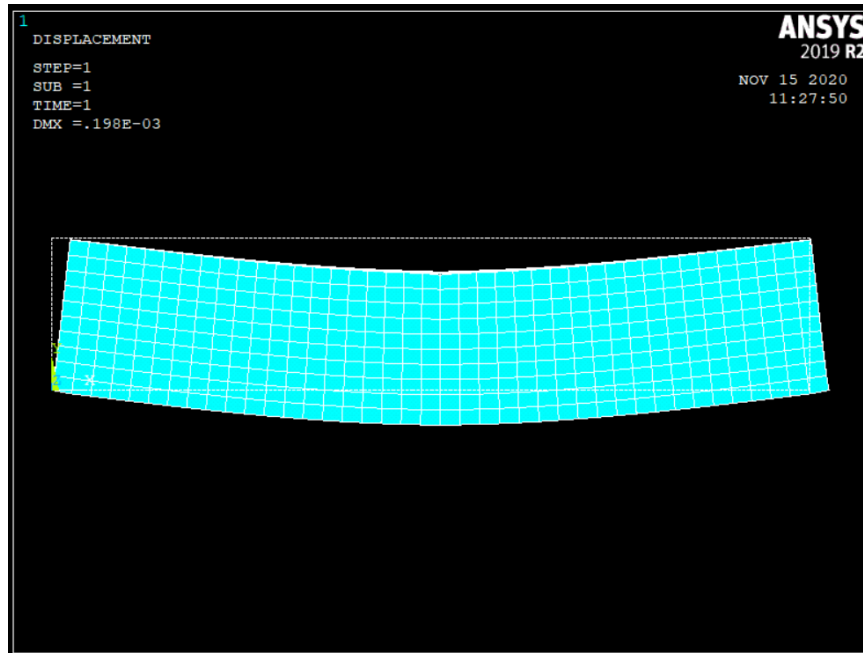 1
DISPLACEMENT
STEP=1
SUB =1
TIME=1
DMX =.198E-03
ANSYS
2019 R2
NOV 15 2020
11:27:50
X